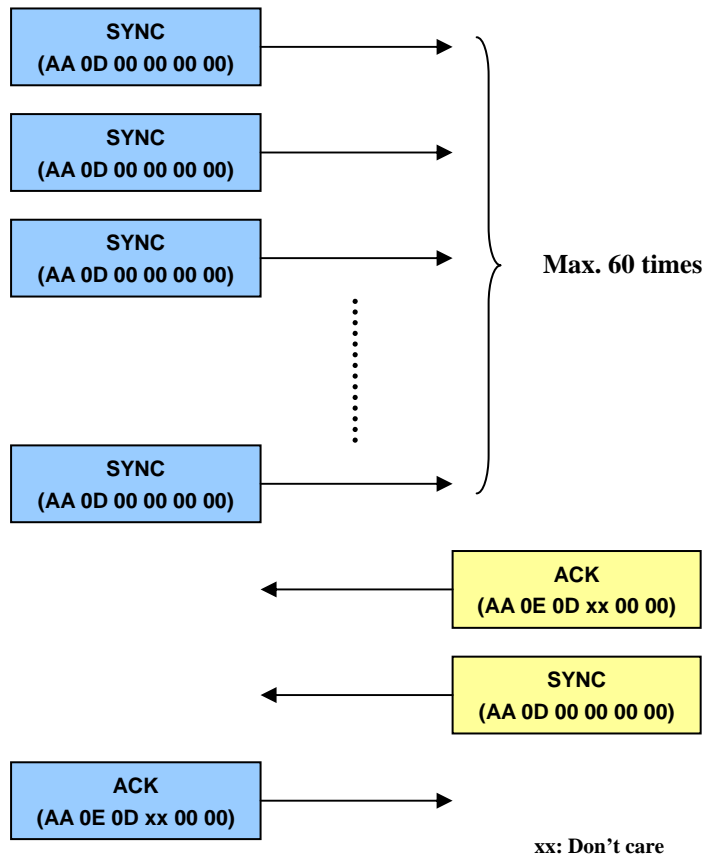 SYNC
(AA 0D 00 00 00 00)
SYNC
(AA 0D 00 00 00 00)
SYNC
(AA 0D 00 00 00 00)
Max. 60 times
SYNC
(AA 0D 00 00 00 00)
ACK
(AA 0E 0D xx 00 00)
SYNC
(AA 0D 00 00 00 00)
ACK
(AA 0E 0D xx 00 00)
xx: Don't care